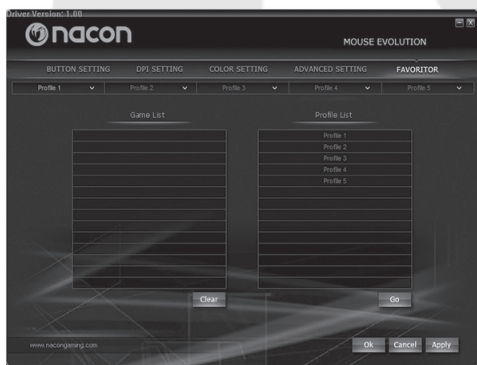 Driver Version: 1.00
nacon
MOUSE EVOLUTION
BUTTON SETTING DPI SETTING COLOR SETTING ADVANCED SETTING FAVORITOR
Profile 1 Profile 2 Profile 3 Profile 4 Profile 5
Game List Profile List
Profile 1
Profile 2
Profile 3
Profile 4
Profile 5
Clear Go
www.nacongaming.com Ok Cancel Apply